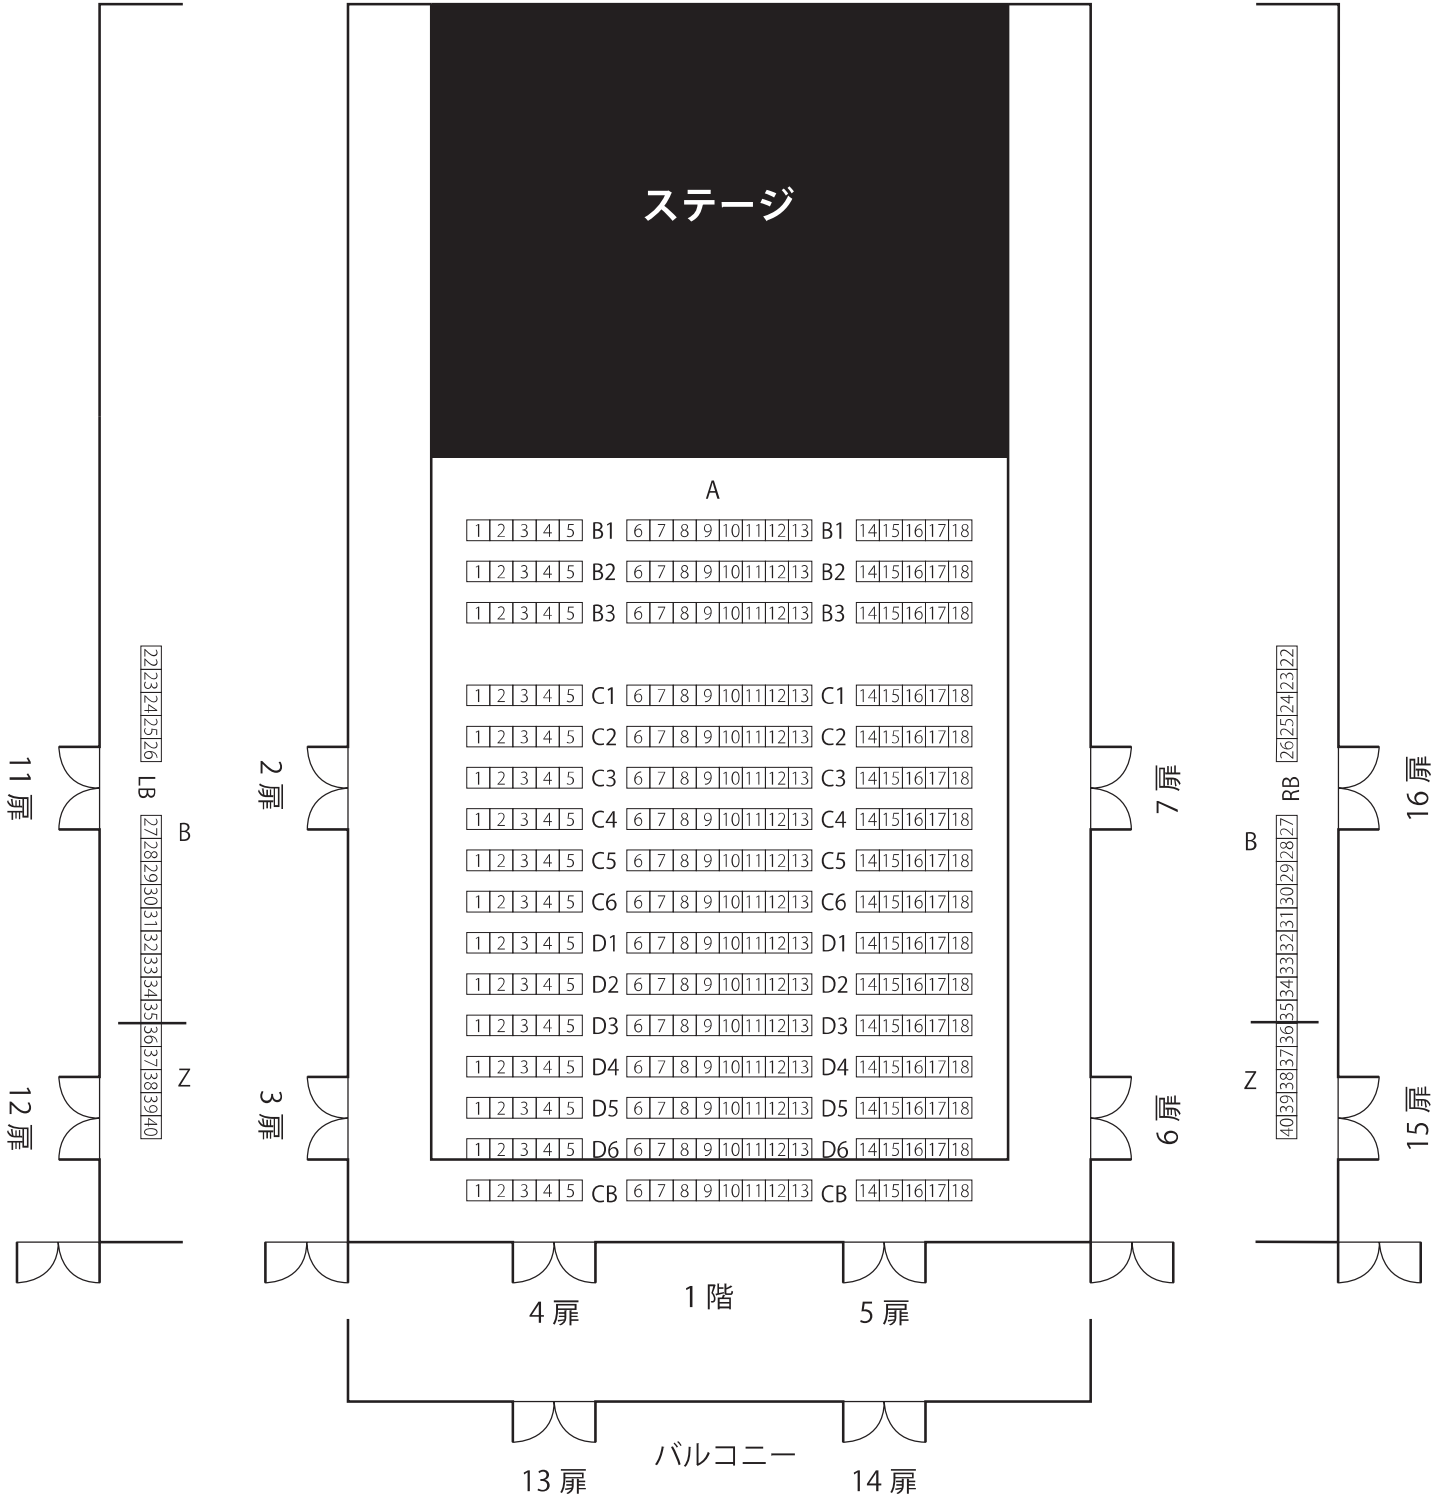 ステージ
A
1 2 3 4 5 B1 6 7 8 9 10 11 12 13 B1 14 15 16 17 18
1 2 3 4 5 B2 6 7 8 9 10 11 12 13 B2 14 15 16 17 18
1 2 3 4 5 B3 6 7 8 9 10 11 12 13 B3 14 15 16 17 18
1 2 3 4 5 C1 6 7 8 9 10 11 12 13 C1 14 15 16 17 18
1 2 3 4 5 C2 6 7 8 9 10 11 12 13 C2 14 15 16 17 18
1 2 3 4 5 C3 6 7 8 9 10 11 12 13 C3 14 15 16 17 18
1 2 3 4 5 C4 6 7 8 9 10 11 12 13 C4 14 15 16 17 18
1 2 3 4 5 C5 6 7 8 9 10 11 12 13 C5 14 15 16 17 18
1 2 3 4 5 C6 6 7 8 9 10 11 12 13 C6 14 15 16 17 18
1 2 3 4 5 D1 6 7 8 9 10 11 12 13 D1 14 15 16 17 18
1 2 3 4 5 D2 6 7 8 9 10 11 12 13 D2 14 15 16 17 18
1 2 3 4 5 D3 6 7 8 9 10 11 12 13 D3 14 15 16 17 18
1 2 3 4 5 D4 6 7 8 9 10 11 12 13 D4 14 15 16 17 18
1 2 3 4 5 D5 6 7 8 9 10 11 12 13 D5 14 15 16 17 18
1 2 3 4 5 D6 6 7 8 9 10 11 12 13 D6 14 15 16 17 18
1 2 3 4 5 CB 6 7 8 9 10 11 12 13 CB 14 15 16 17 18
22 23 24 25 26 LB 27 28 29 30 31 32 33 34 35 36 37 38 39 40
B
Z
11 扉
12 扉
2 扉
3 扉
7 扉
6 扉
40 39 38 37 36 35 34 33 32 31 30 29 28 27 RB 26 25 24 23 22
B
Z
16 扉
15 扉
4 扉
1 階
5 扉
バルコニー
13 扉
14 扉